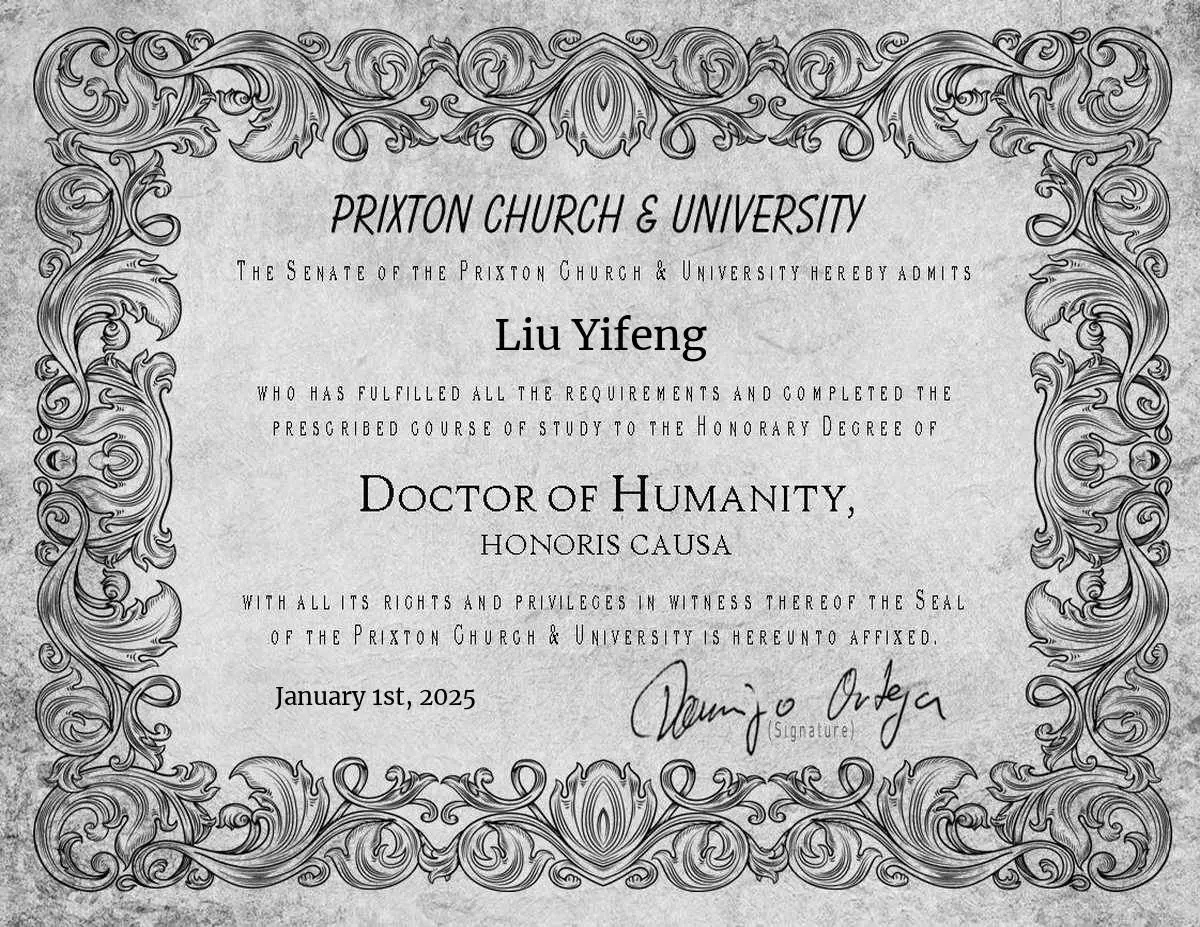 PRIXTON CHURCH & UNIVERSITY
The Senate of the Prixton Church & University hereby admits
Liu Yifeng
who has fulfilled all the requirements and completed the
prescribed course of study to the Honorary Degree of
Doctor of Humanity,
HONORIS CAUSA
with all its rights and privileges in witness thereof the Seal
of the Prixton Church & University is hereunto affixed.
January 1st, 2025
Domingo Ortega
(Signature)